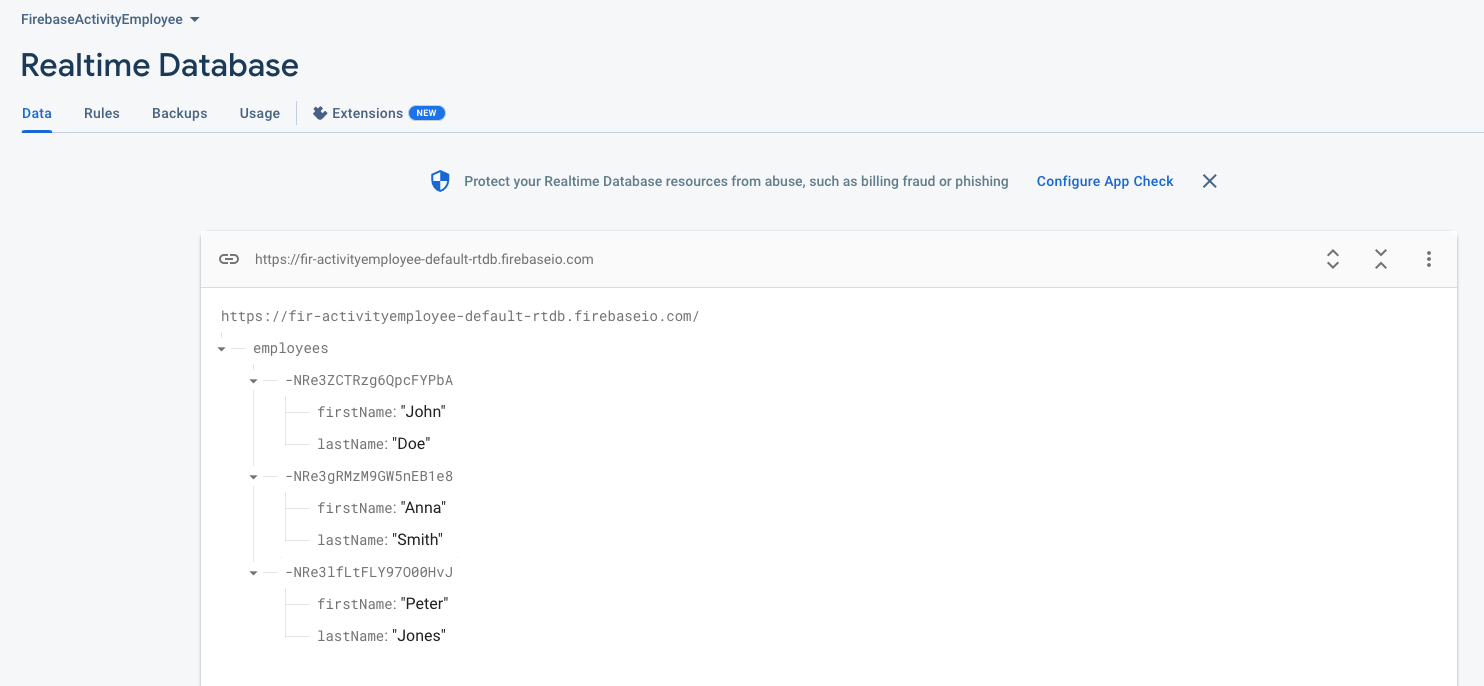 FirebaseActivityEmployee
Realtime Database
Data Rules Backups Usage Extensions NEW
Protect your Realtime Database resources from abuse, such as billing fraud or phishing Configure App Check
https://fir-activityemployee-default-rtdb.firebaseio.com
https://fir-activityemployee-default-rtdb.firebaseio.com/
employees
-NRe3ZCTRzg6QpcFYPbA
firstName: "John"
lastName: "Doe"
-NRe3gRMzM9GW5nEB1e8
firstName: "Anna"
lastName: "Smith"
-NRe3lfLtFLY97O00HvJ
firstName: "Peter"
lastName: "Jones"